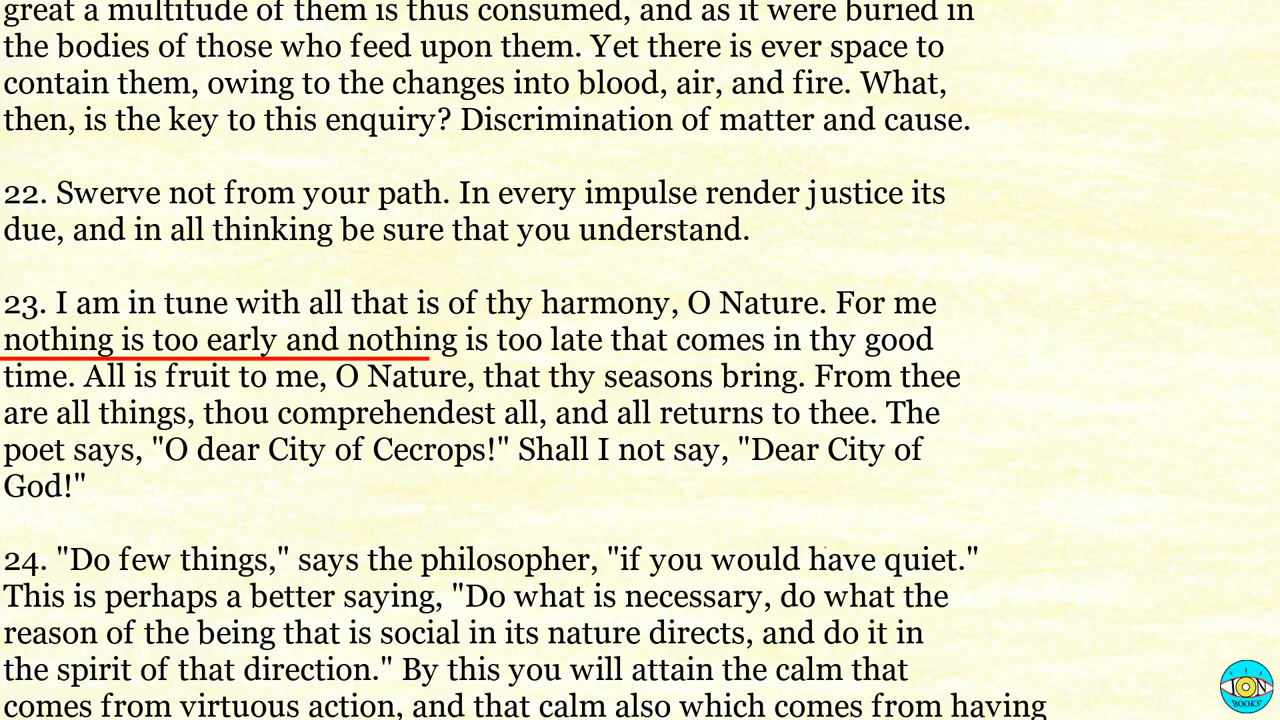 great a multitude of them is thus consumed, and as it were buried in
the bodies of those who feed upon them. Yet there is ever space to
contain them, owing to the changes into blood, air, and fire. What,
then, is the key to this enquiry? Discrimination of matter and cause.
22. Swerve not from your path. In every impulse render justice its
due, and in all thinking be sure that you understand.
23. I am in tune with all that is of thy harmony, O Nature. For me
nothing is too early and nothing is too late that comes in thy good
time. All is fruit to me, O Nature, that thy seasons bring. From thee
are all things, thou comprehendest all, and all returns to thee. The
poet says, "O dear City of Cecrops!" Shall I not say, "Dear City of
God!"
24. "Do few things," says the philosopher, "if you would have quiet."
This is perhaps a better saying, "Do what is necessary, do what the
reason of the being that is social in its nature directs, and do it in
the spirit of that direction." By this you will attain the calm that
comes from virtuous action, and that calm also which comes from having
ION
BOOKS